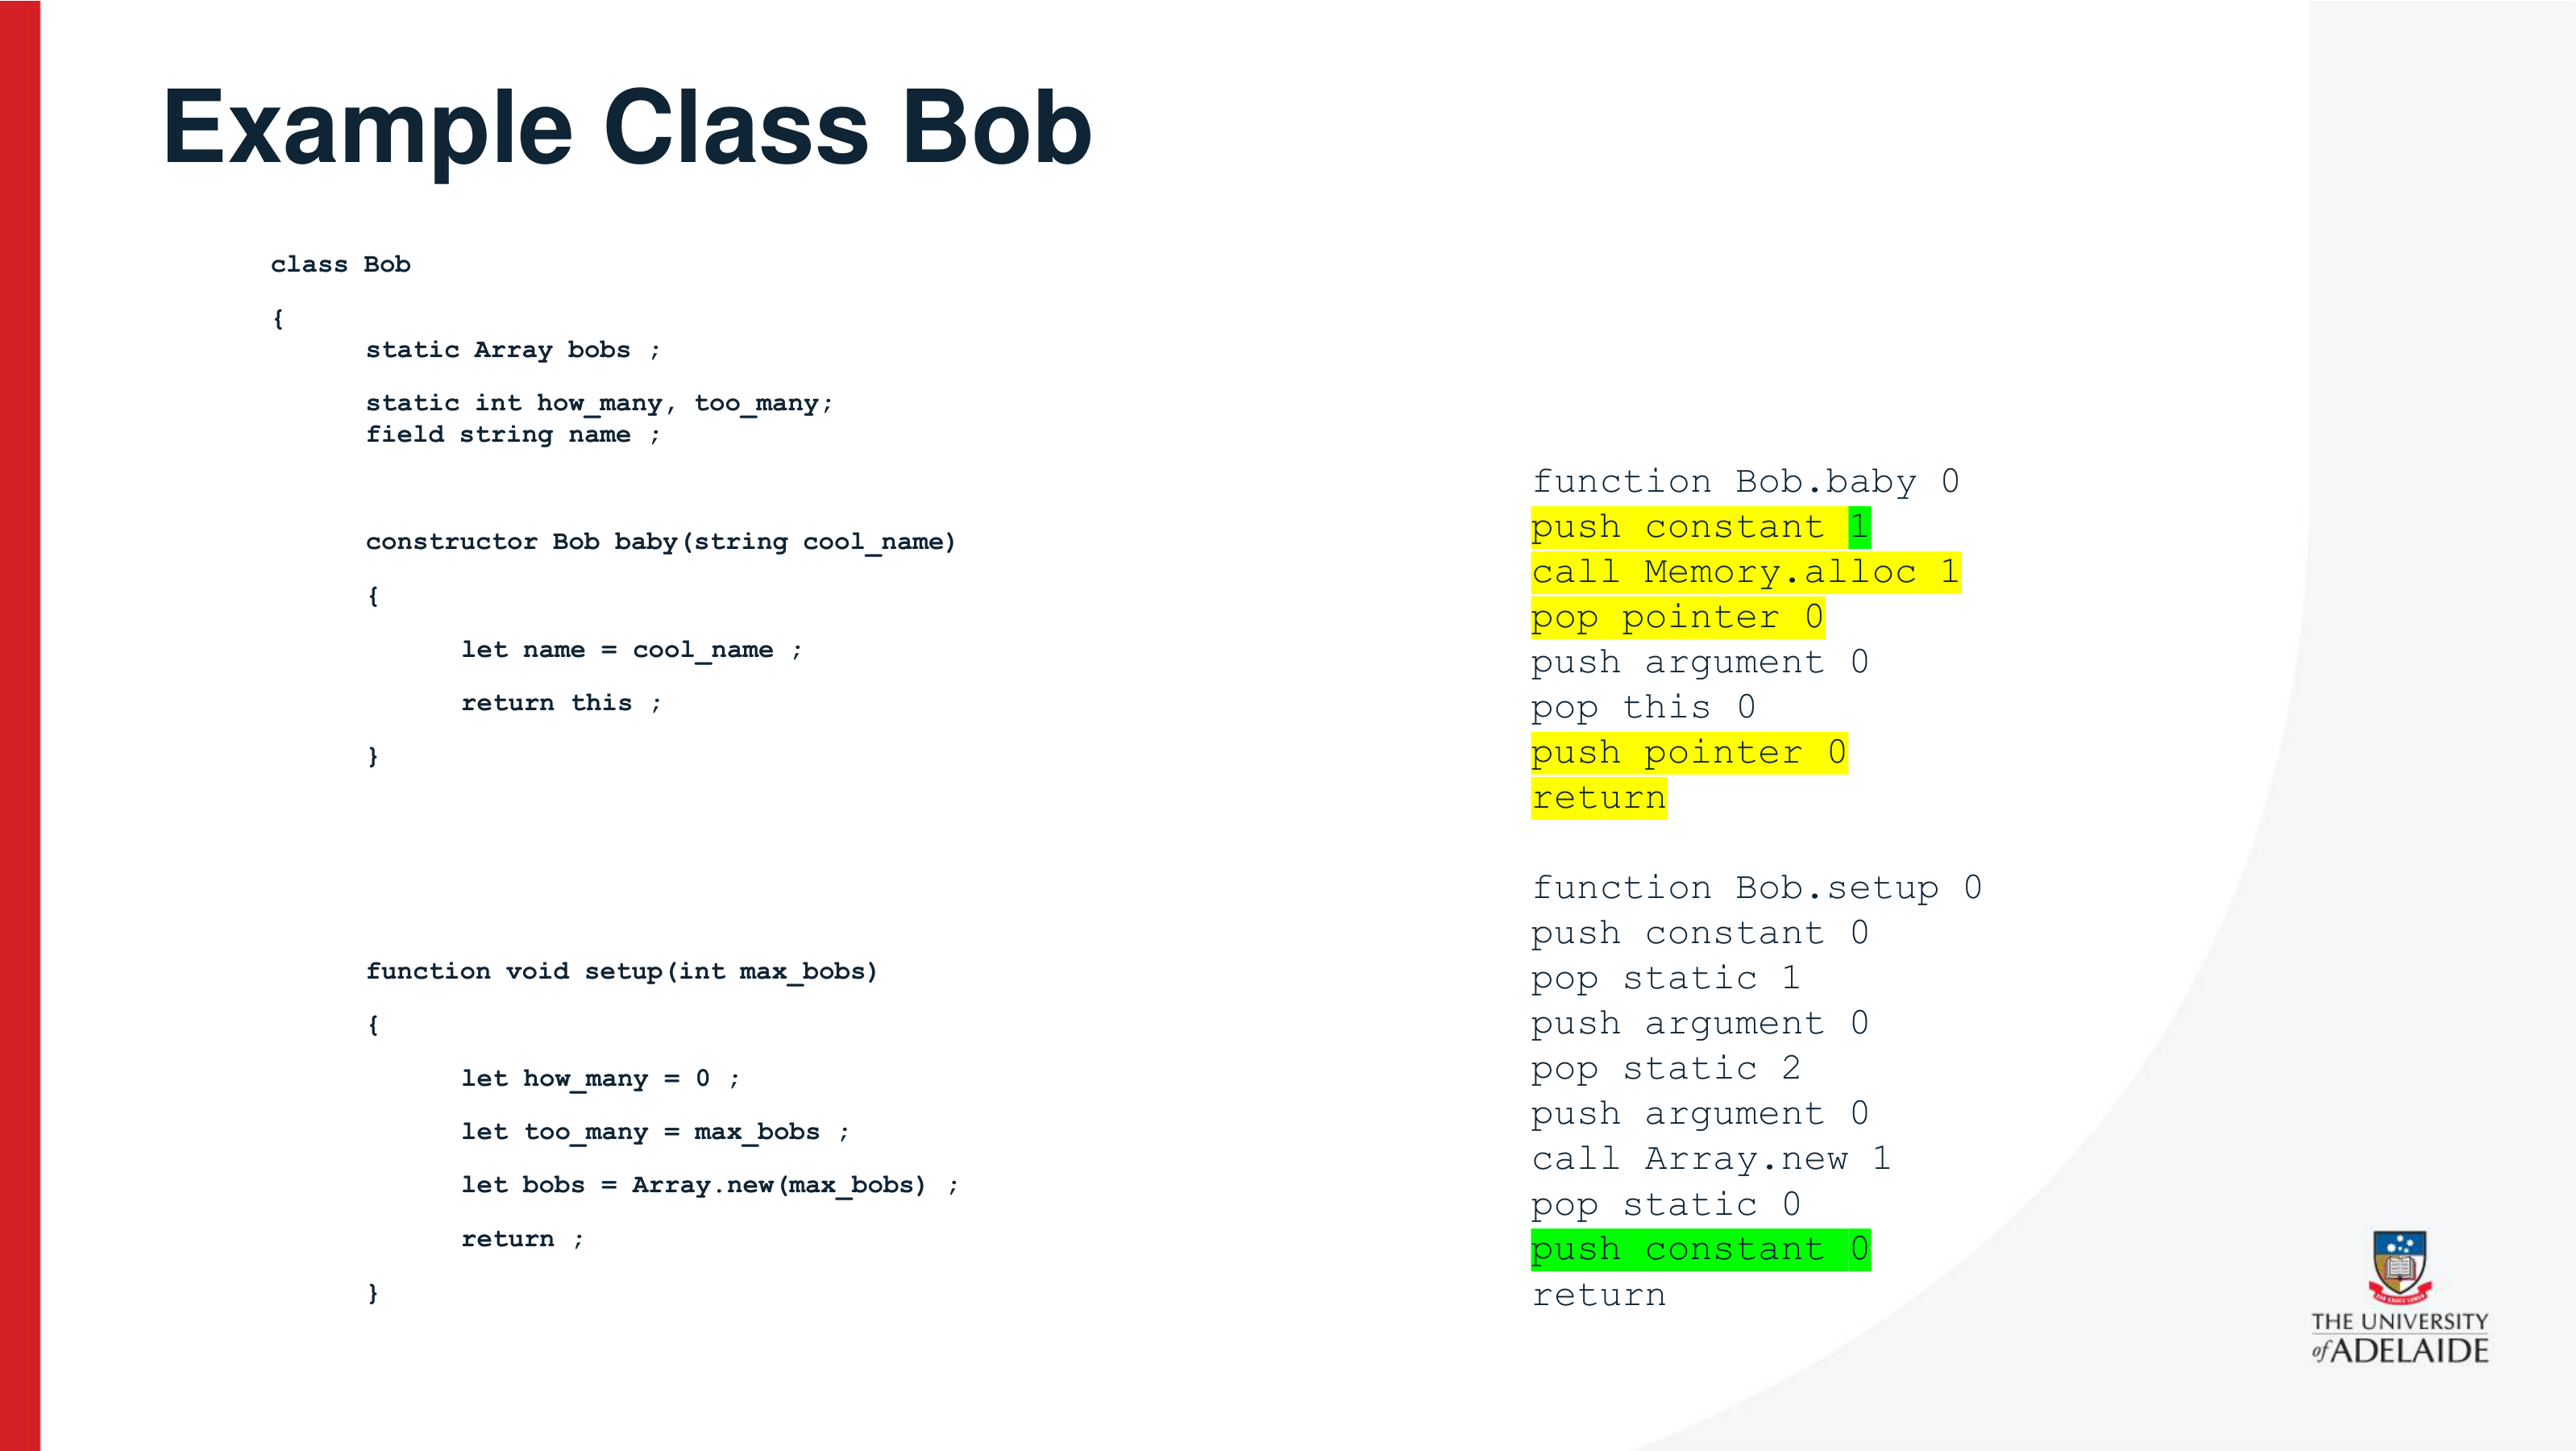 Example Class Bob
class Bob
{
static Array bobs ;
static int how_many, too_many;
field string name ;
constructor Bob baby(string cool_name)
{
let name = cool_name ;
return this ;
}
function void setup(int max_bobs)
{
let how_many = 0 ;
let too_many = max_bobs ;
let bobs = Array.new(max_bobs) ;
return ;
}
function Bob.baby 0
push constant 1
call Memory.alloc 1
pop pointer 0
push argument 0
pop this 0
push pointer 0
return
function Bob.setup 0
push constant 0
pop static 1
push argument 0
pop static 2
push argument 0
call Array.new 1
pop static 0
push constant 0
return
THE UNIVERSITY
of ADELAIDE